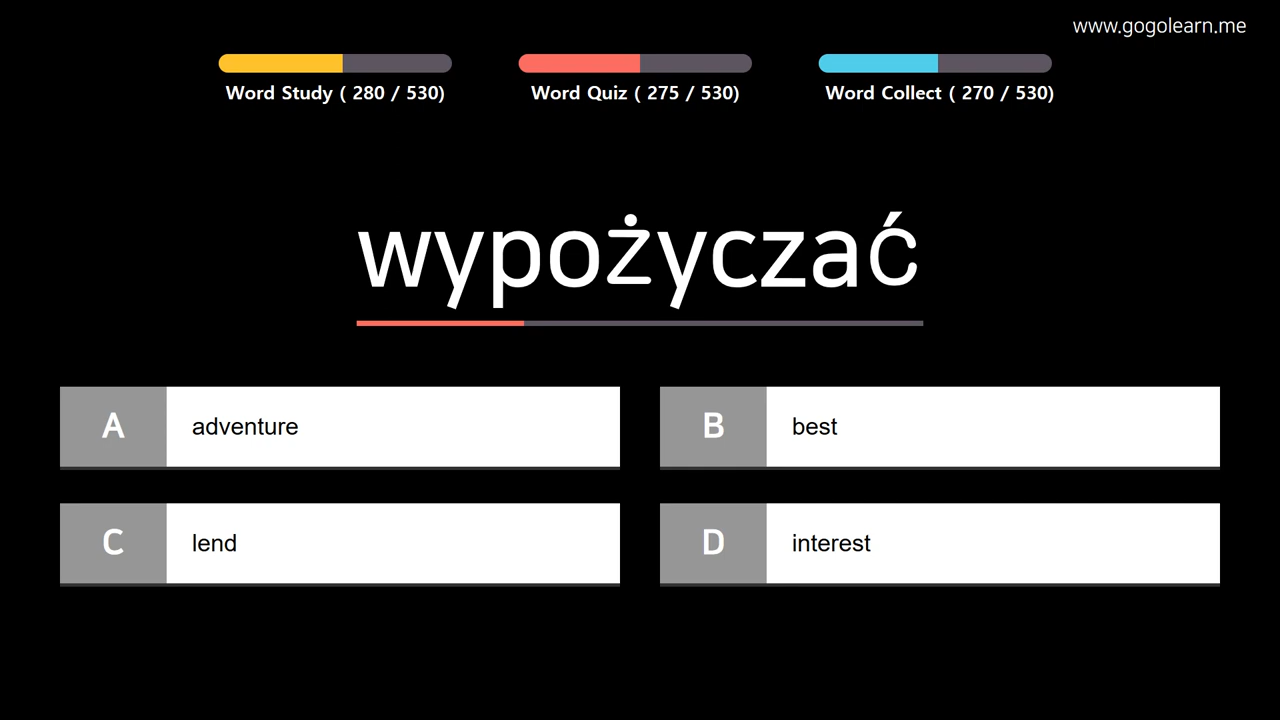 www.gogolearn.me
Word Study ( 280 / 530)
Word Quiz ( 275 / 530)
Word Collect ( 270 / 530)
wypożyczać
A
adventure
B
best
C
lend
D
interest